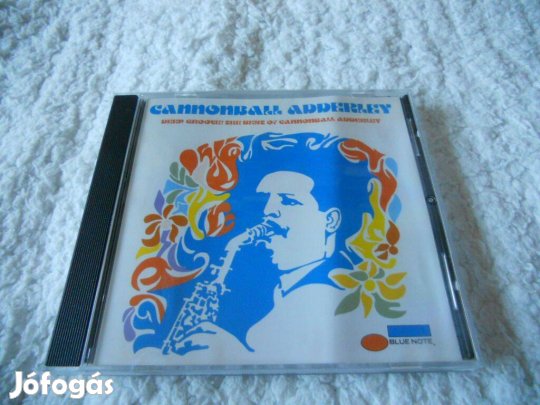 CANNONBALL ADDERLEY
DEEP GROOVE! THE BEST OF CANNONBALL ADDERLEY
BLUE NOTE
Jófogás